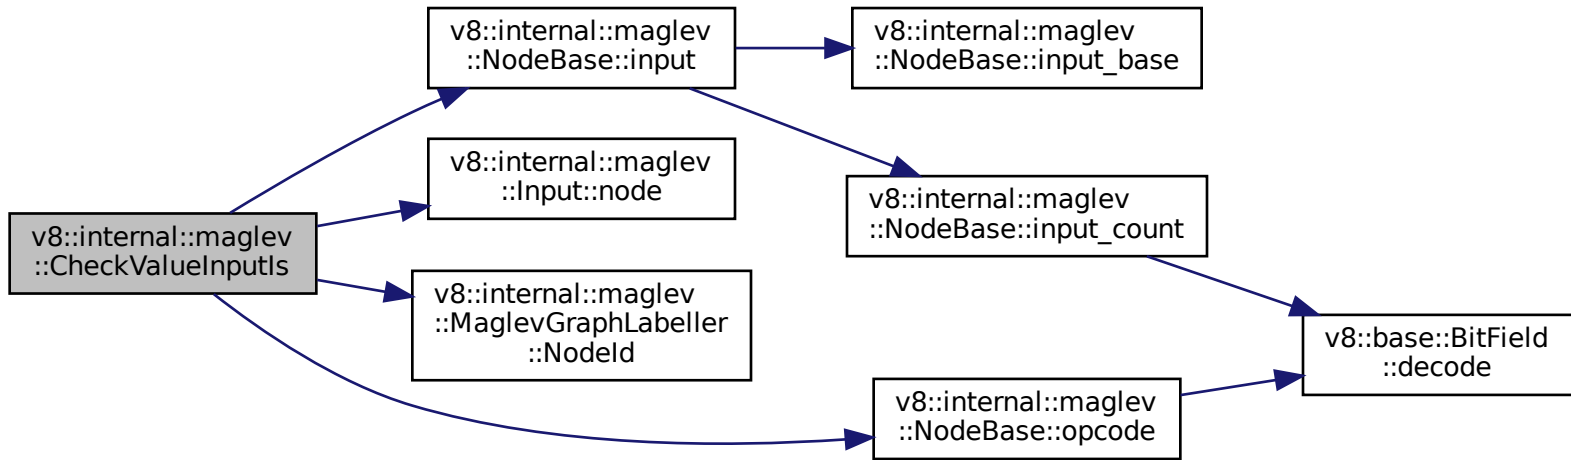 v8::internal::maglev
::CheckValueInputIs
v8::internal::maglev
::NodeBase::input
v8::internal::maglev
::Input::node
v8::internal::maglev
::MaglevGraphLabeller
::NodeId
v8::internal::maglev
::NodeBase::input_base
v8::internal::maglev
::NodeBase::input_count
v8::internal::maglev
::NodeBase::opcode
v8::base::BitField
::decode